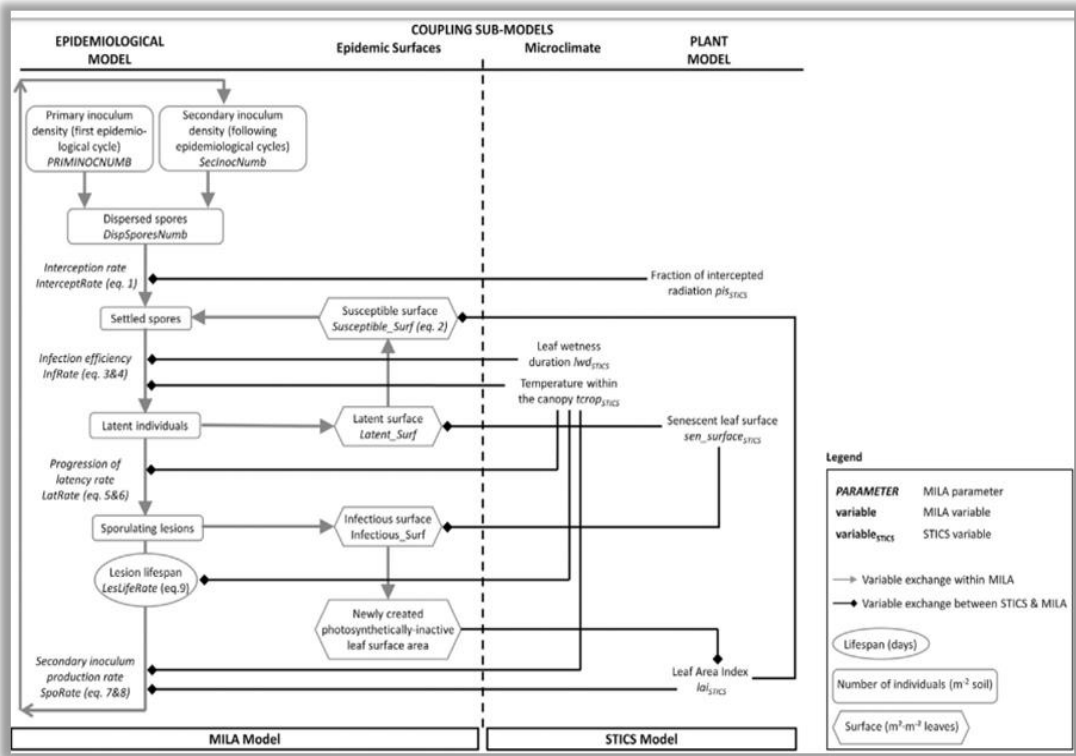 COUPLING SUB-MODELS
EPIDEMIOLOGICAL
MODEL
Epidemic Surfaces
Microclimate
PLANT
MODEL
Primary inoculum
density (first epidemio-
logical cycle)
PRIMINOCNUMB
Secondary inoculum
density (following
epidemiological cycles)
SecInocNumb
Dispersed spores
DispSporesNumb
Interception rate
InterceptRate (eq. 1)
Fraction of intercepted
radiation pisSTICS
Settled spores
Susceptible surface
Susceptible_Surf (eq. 2)
Infection efficiency
InfRate (eq. 3&4)
Leaf wetness
duration lwdSTICS
Temperature within
the canopy tcropSTICS
Latent individuals
Latent surface
Latent_Surf
Senescent leaf surface
sen_surfaceSTICS
Progression of
latency rate
LatRate (eq. 5&6)
Sporulating lesions
Infectious surface
Infectious_Surf
Lesion lifespan
LesLifeRate (eq.9)
Newly created
photosynthetically-inactive
leaf surface area
Secondary inoculum
production rate
SpoRate (eq. 7&8)
Leaf Area Index
laiSTICS
MILA Model
STICS Model
Legend
PARAMETER MILA parameter
variable MILA variable
variableSTICS STICS variable
Variable exchange within MILA
Variable exchange between STICS & MILA
Lifespan (days)
Number of individuals (m⁻² soil)
Surface (m².m⁻² leaves)